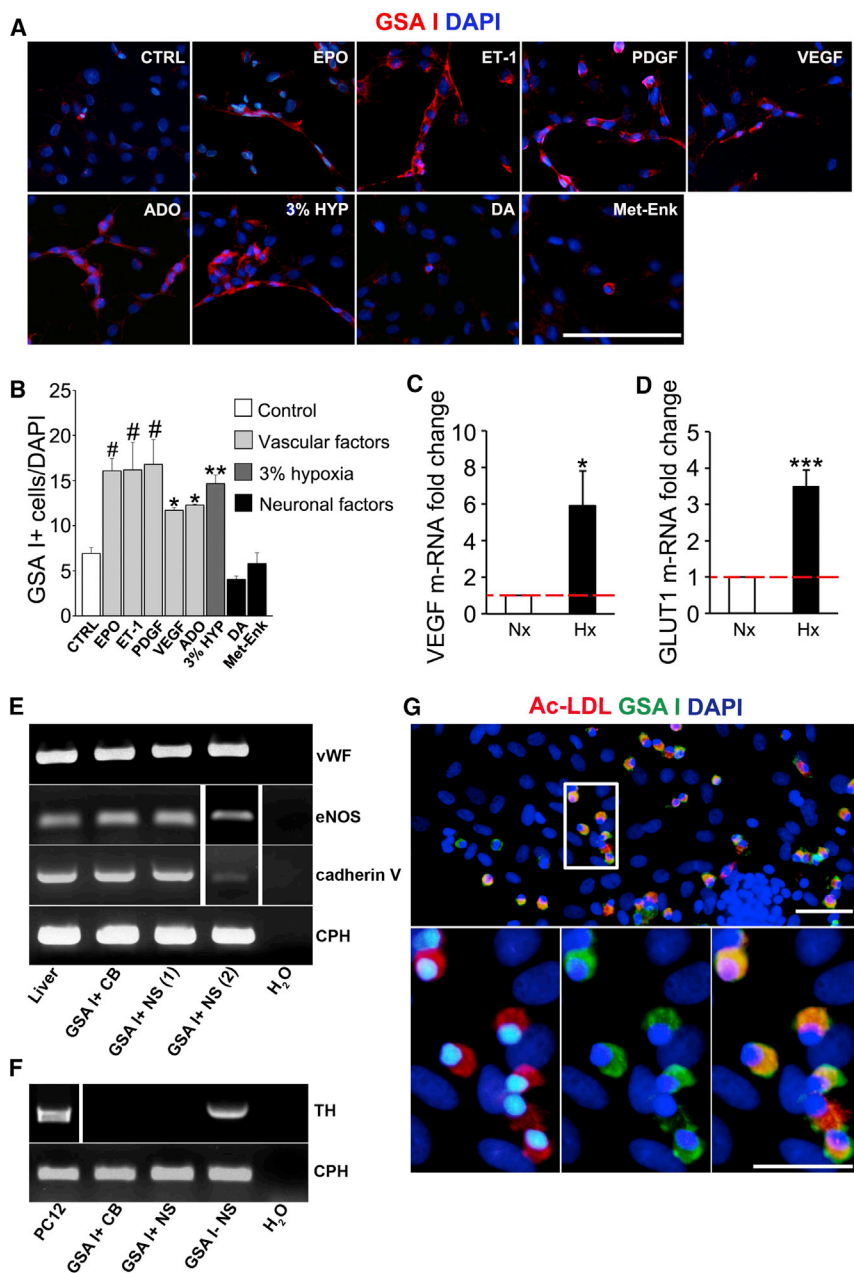 A
GSA I DAPI
CTRL
EPO
ET-1
PDGF
VEGF
ADO
3% HYP
DA
Met-Enk
B
GSA I+ cells/DAPI
25
20
15
10
5
0
#
#
#
*
*
**
CTRL
EPO
ET-1
PDGF
VEGF
ADO
3% HYP
DA
Met-Enk
Control
Vascular factors
3% hypoxia
Neuronal factors
C
VEGF m-RNA fold change
10
8
6
4
2
0
*
Nx
Hx
D
GLUT1 m-RNA fold change
5
4
3
2
1
0
***
Nx
Hx
E
vWF
eNOS
cadherin V
CPH
Liver
GSA I+ CB
GSA I+ NS (1)
GSA I+ NS (2)
H₂O
F
TH
CPH
PC12
GSA I+ CB
GSA I+ NS
GSA I- NS
H₂O
G
Ac-LDL GSA I DAPI